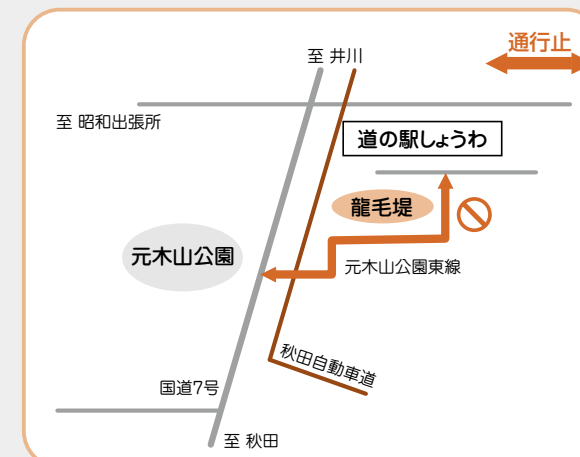 通行止
至 井川
至 昭和出張所
道の駅しょうわ
龍毛堤
元木山公園
元木山公園東線
秋田自動車道
国道7号
至 秋田